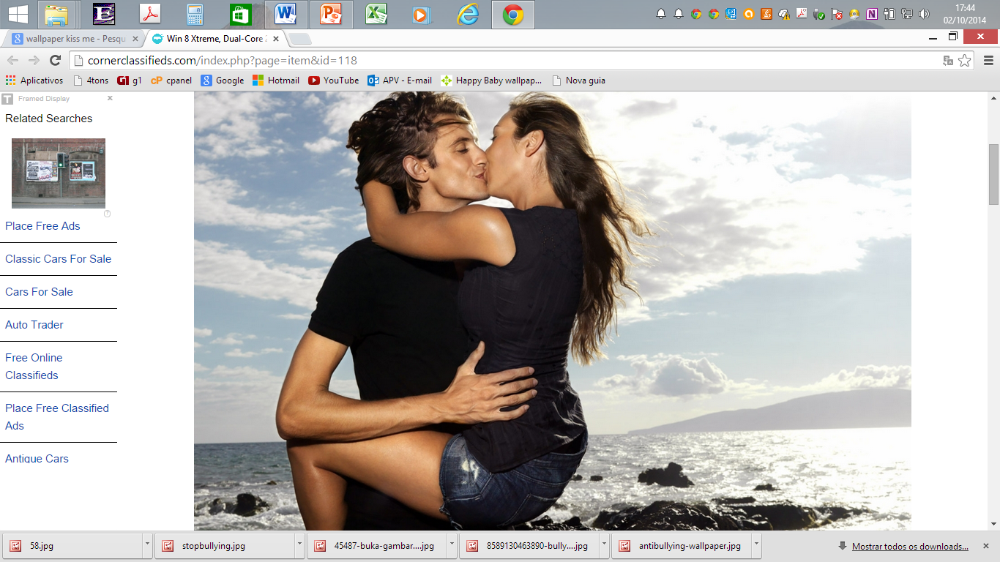 17:44
02/10/2014
wallpaper kiss me - Pesqu
Win 8 Xtreme, Dual-Core
cornerclassifieds.com/index.php?page=item&id=118
Aplicativos
4tons
g1
cpanel
Google
Hotmail
YouTube
APV - E-mail
Happy Baby wallpap...
Nova guia
Framed Display
Related Searches
Place Free Ads
Classic Cars For Sale
Cars For Sale
Auto Trader
Free Online
Classifieds
Place Free Classified
Ads
Antique Cars
58.jpg
stopbullying.jpg
45487-buka-gambar....jpg
8589130463890-bully....jpg
antibullying-wallpaper.jpg
Mostrar todos os downloads...